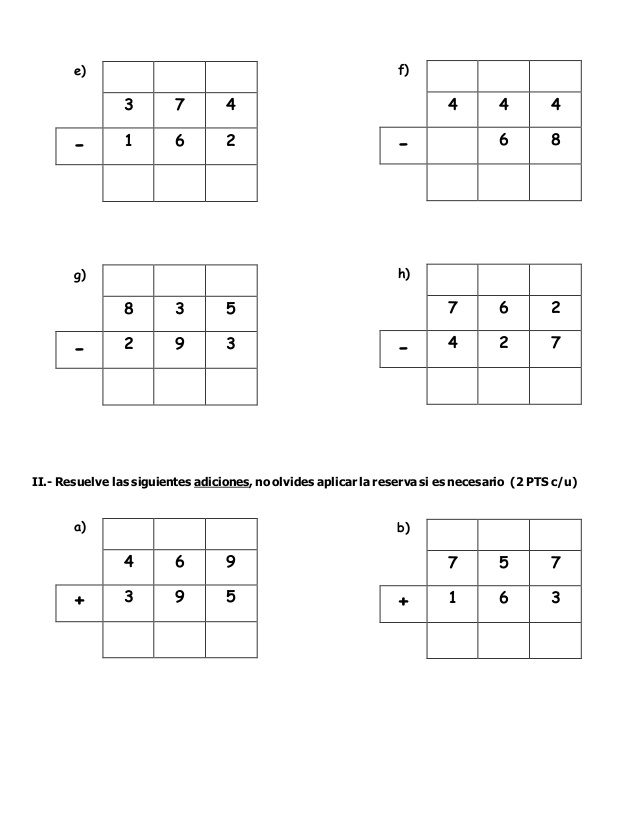 e) f)
3 7 4 4 4 4
- 1 6 2 - 6 8
g) h)
8 3 5 7 6 2
- 2 9 3 - 4 2 7
II.- Resuelve las siguientes adiciones, no olvides aplicar la reserva si es necesario (2 PTS c/u)
a) b)
4 6 9 7 5 7
+ 3 9 5 + 1 6 3